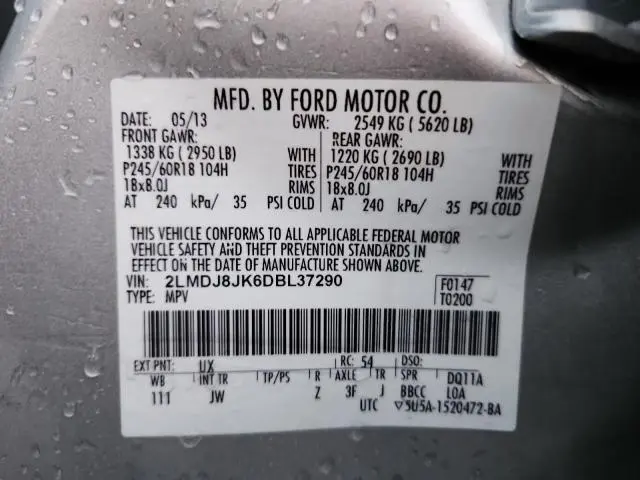 MFD. BY FORD MOTOR CO.
DATE: 05/13 GVWR: 2549 KG ( 5620 LB)
FRONT GAWR: REAR GAWR:
1338 KG ( 2950 LB) WITH 1220 KG ( 2690 LB) WITH
P245/60R18 104H TIRES P245/60R18 104H TIRES
18x8.0J RIMS 18x8.0J RIMS
AT 240 kPa/ 35 PSI COLD AT 240 kPa/ 35 PSI COLD
THIS VEHICLE CONFORMS TO ALL APPLICABLE FEDERAL MOTOR
VEHICLE SAFETY AND THEFT PREVENTION STANDARDS IN
EFFECT ON THE DATE OF MANUFACTURE SHOWN ABOVE.
VIN: 2LMDJ8JK6DBL37290 F0147
TYPE: MPV T0200
EXT PNT: UX RC: 54 DSO:
WB INT TR TP/PS R AXLE TR SPR DQ11A
111 JW Z 3F J BBCC LOA
UTC ▽5U5A-1520472-BA